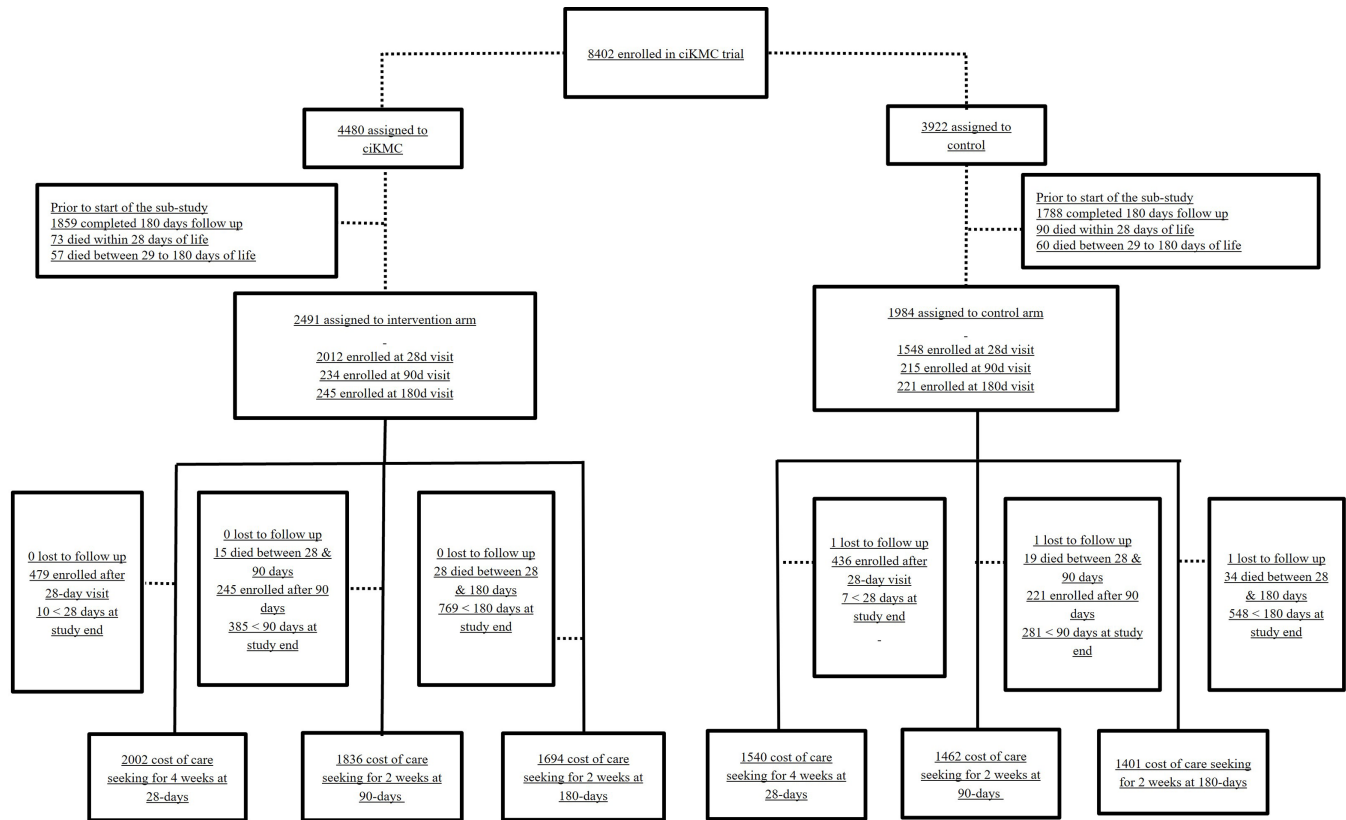 8402 enrolled in ciKMC trial
4480 assigned to
ciKMC
3922 assigned to
control
Prior to start of the sub-study
1859 completed 180 days follow up
73 died within 28 days of life
57 died between 29 to 180 days of life
Prior to start of the sub-study
1788 completed 180 days follow up
90 died within 28 days of life
60 died between 29 to 180 days of life
2491 assigned to intervention arm
-
2012 enrolled at 28d visit
234 enrolled at 90d visit
245 enrolled at 180d visit
1984 assigned to control arm
-
1548 enrolled at 28d visit
215 enrolled at 90d visit
221 enrolled at 180d visit
0 lost to follow up
479 enrolled after
28-day visit
10 < 28 days at
study end
0 lost to follow up
15 died between 28 &
90 days
245 enrolled after 90
days
385 < 90 days at
study end
0 lost to follow up
28 died between 28
& 180 days
769 < 180 days at
study end
1 lost to follow up
436 enrolled after
28-day visit
7 < 28 days at
study end
-
1 lost to follow up
19 died between 28 &
90 days
221 enrolled after 90
days
281 < 90 days at study
end
1 lost to follow up
34 died between 28
& 180 days
548 < 180 days at
study end
2002 cost of care
seeking for 4 weeks at
28-days
1836 cost of care
seeking for 2 weeks at
90-days
1694 cost of care
seeking for 2 weeks at
180-days
1540 cost of care
seeking for 4 weeks at
28-days
1462 cost of care
seeking for 2 weeks at
90-days
1401 cost of care seeking
for 2 weeks at 180-days